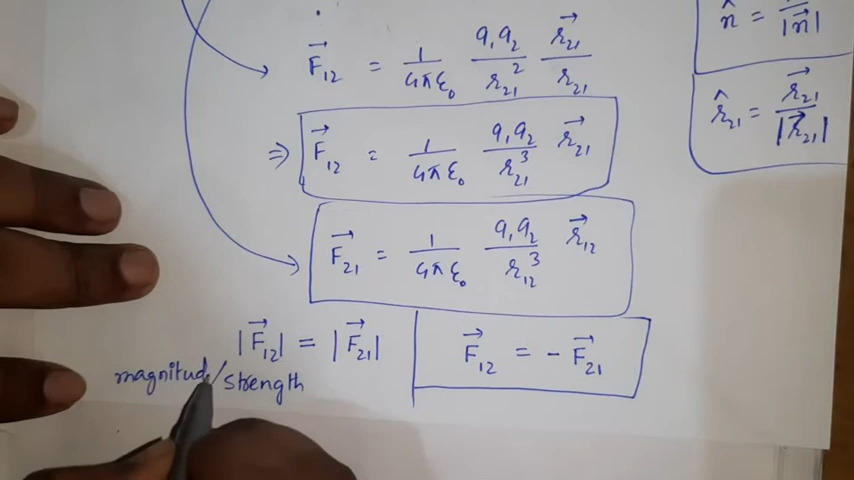 F⃗₁₂ = 1/4πε₀ q₁q₂/r₂₁² r⃗₂₁/r₂₁
⇒ F⃗₁₂ = 1/4πε₀ q₁q₂/r₂₁³ r⃗₂₁
F⃗₂₁ = 1/4πε₀ q₁q₂/r₁₂³ r⃗₁₂
|F⃗₁₂| = |F⃗₂₁|
magnitud/strength
F⃗₁₂ = - F⃗₂₁
n̂ = n⃗/|n⃗|
r̂₂₁ = r⃗₂₁/|r⃗₂₁|